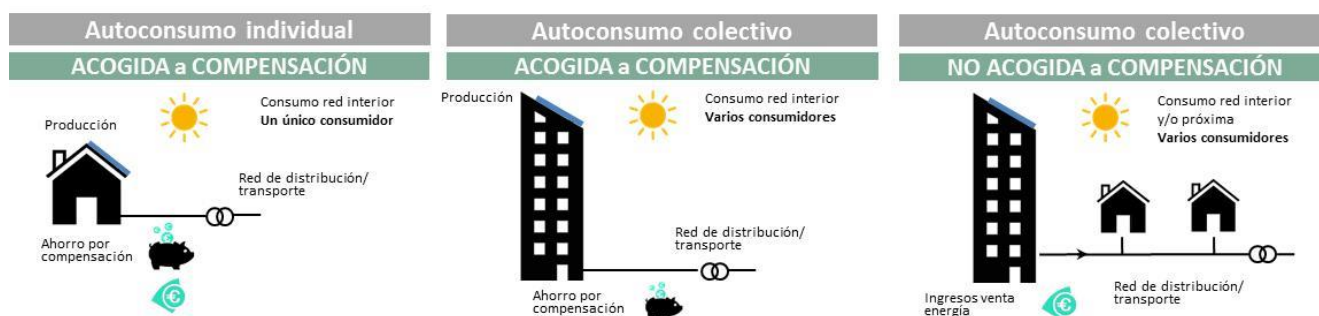 Autoconsumo individual
ACOGIDA a COMPENSACIÓN
Consumo red interior
Un único consumidor
Producción
Red de distribución/
transporte
Ahorro por
compensación
€
Autoconsumo colectivo
ACOGIDA a COMPENSACIÓN
Producción
Consumo red interior
Varios consumidores
Red de distribución/
transporte
Ahorro por
compensación
Autoconsumo colectivo
NO ACOGIDA a COMPENSACIÓN
Producción
Consumo red interior
y/o próxima
Varios consumidores
Ingresos venta
energía
€
Red de distribución/
transporte